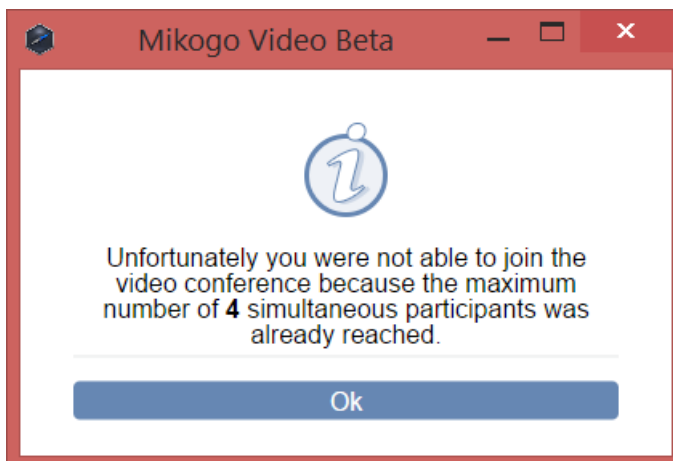 Mikogo Video Beta
Unfortunately you were not able to join the
video conference because the maximum
number of 4 simultaneous participants was
already reached.
Ok